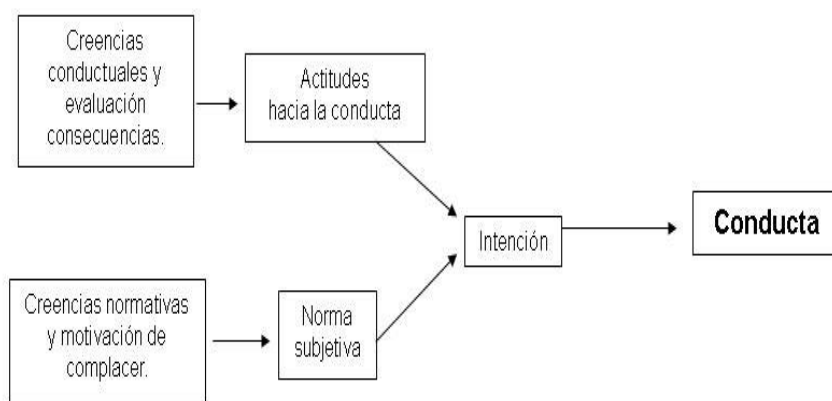 Creencias
conductuales y
evaluación
consecuencias.
Actitudes
hacia la conducta
Intención
Conducta
Creencias normativas
y motivación de
complacer.
Norma
subjetiva